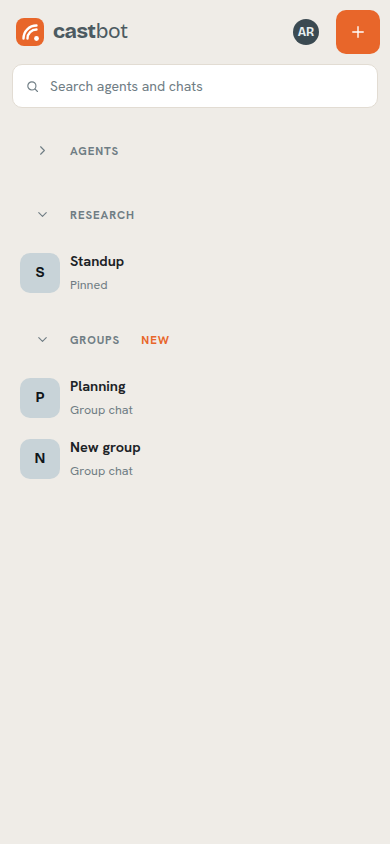 castbot
AR
Search agents and chats
AGENTS
RESEARCH
S
Standup
Pinned
GROUPS NEW
P
Planning
Group chat
N
New group
Group chat